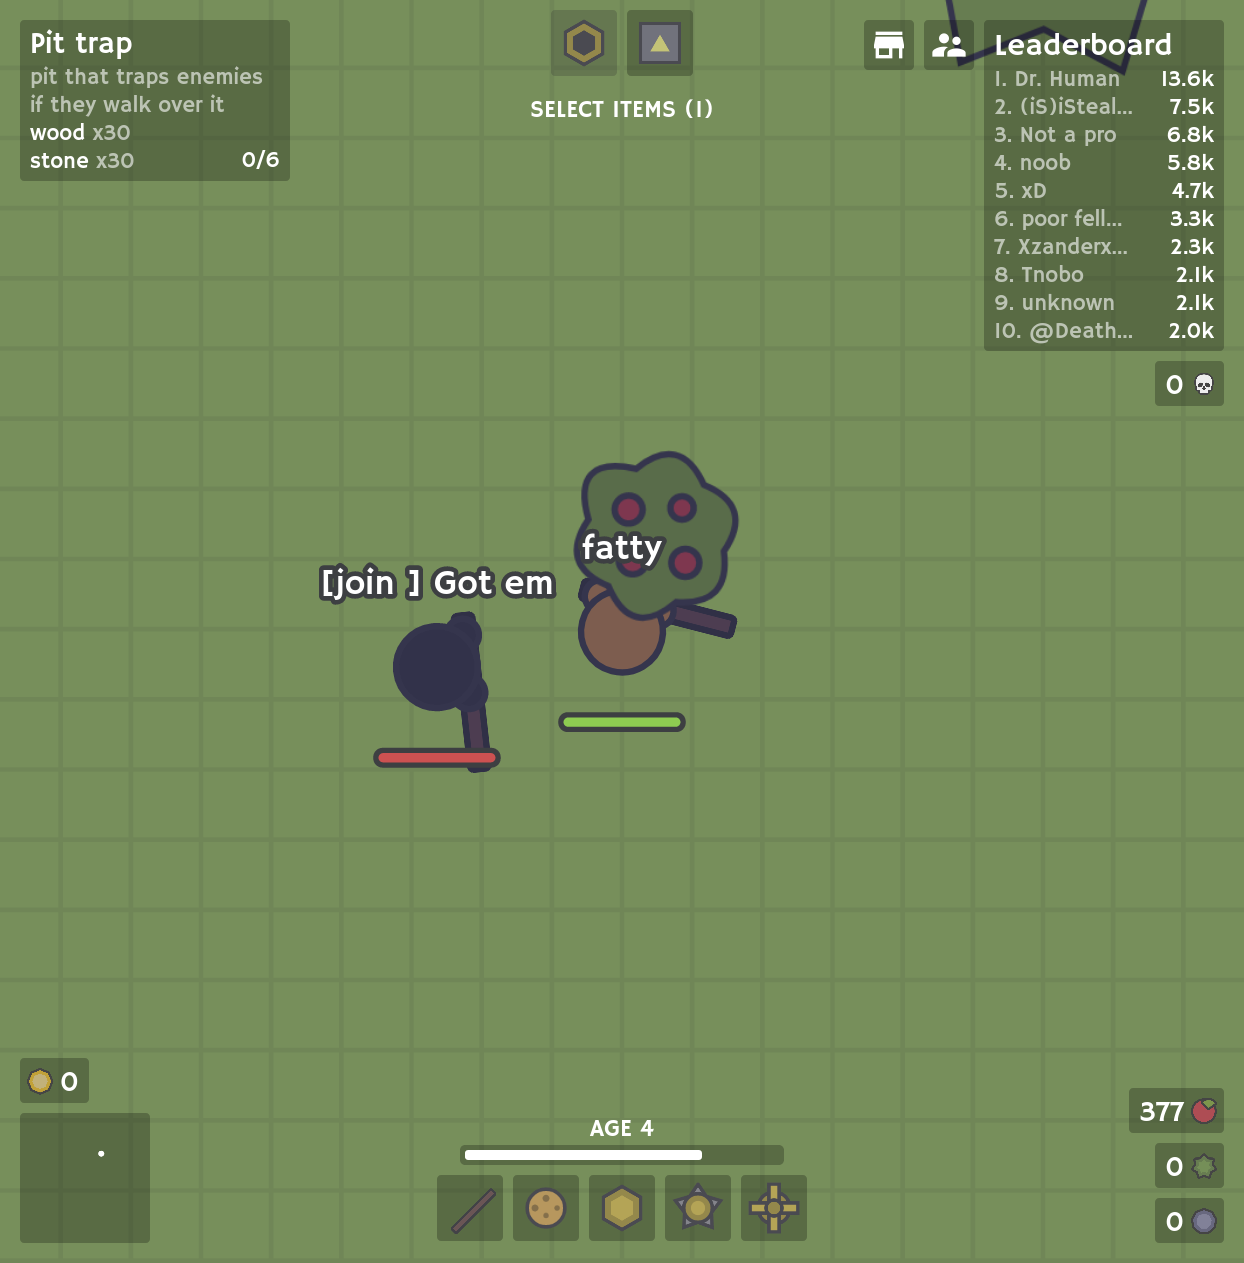 Pit trap
pit that traps enemies
if they walk over it
wood x30
stone x30 0/6
SELECT ITEMS (1)
Leaderboard
1. Dr. Human 13.6k
2. (iS)iSteal... 7.5k
3. Not a pro 6.8k
4. noob 5.8k
5. xD 4.7k
6. poor fell... 3.3k
7. Xzanderx... 2.3k
8. Tnobo 2.1k
9. unknown 2.1k
10. @Death... 2.0k
0
fatty
[join ] Got em
0
AGE 4
377
0
0